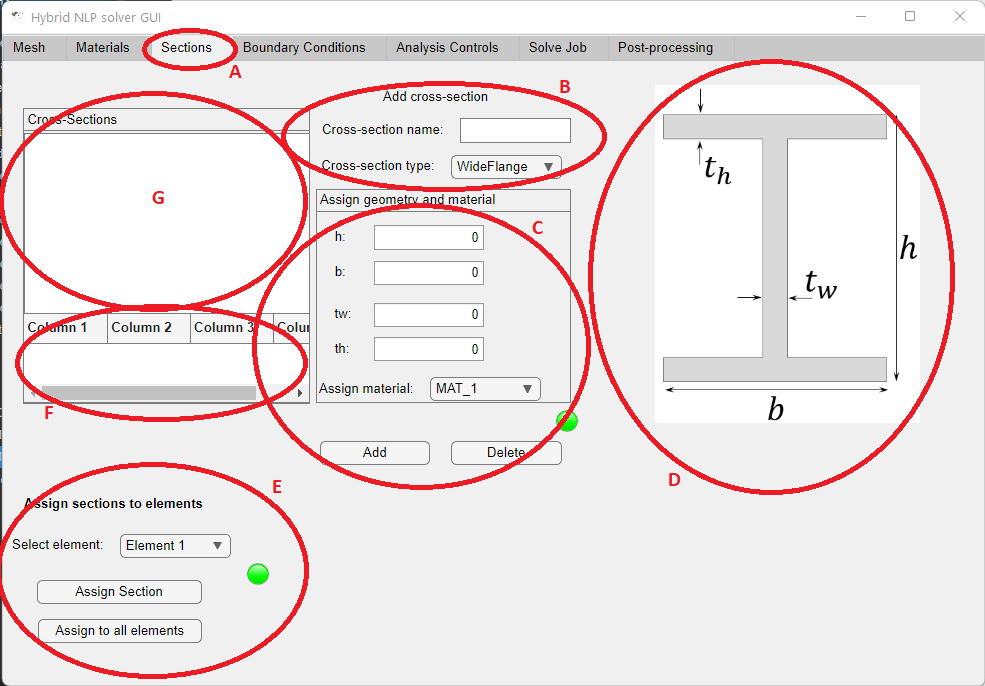 Hybrid NLP solver GUI
Mesh Materials Sections Boundary Conditions Analysis Controls Solve Job Post-processing
A
B
Add cross-section
Cross-Sections
Cross-section name:
Cross-section type: WideFlange
G
Assign geometry and material
C
h: 0
b: 0
tw: 0
th: 0
Assign material: MAT_1
Column 1 Column 2 Column 3 Colur
F
Add Delete
t_h
h
t_w
b
D
E
Assign sections to elements
Select element: Element 1
Assign Section
Assign to all elements